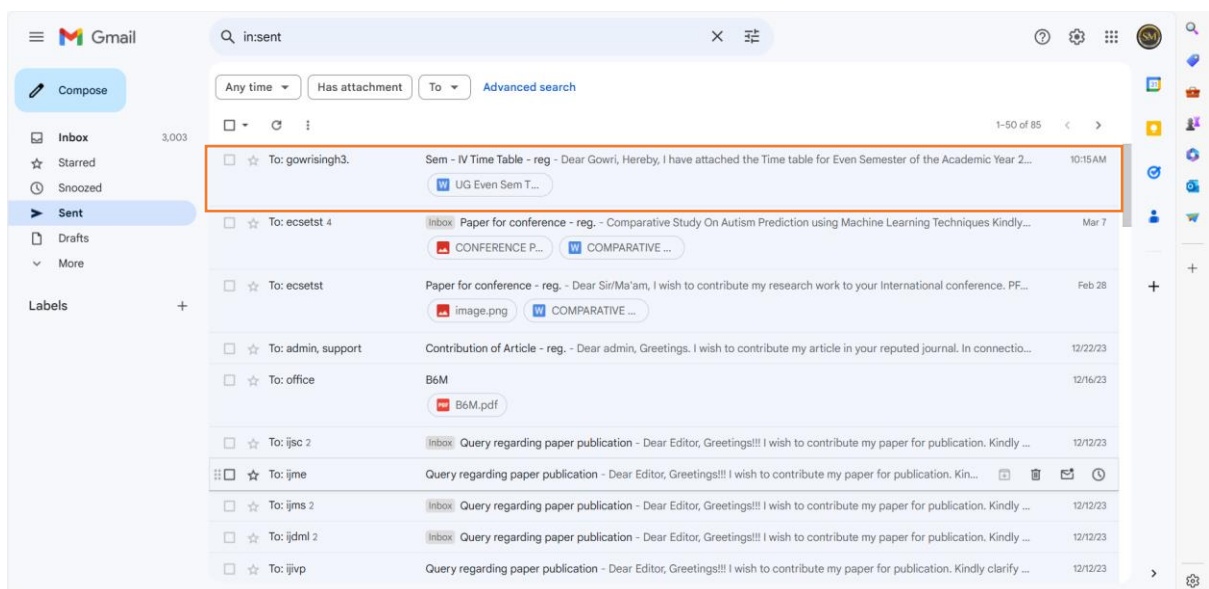 Gmail
in:sent
SM
Compose
Any time
Has attachment
To
Advanced search
1-50 of 85
Inbox 3,003
Starred
Snoozed
Sent
Drafts
More
Labels
To: gowrisingh3. Sem - IV Time Table - reg - Dear Gowri, Hereby, I have attached the Time table for Even Semester of the Academic Year 2... 10:15 AM
W UG Even Sem T...
To: ecsetst 4 Inbox Paper for conference - reg. - Comparative Study On Autism Prediction using Machine Learning Techniques Kindly... Mar 7
CONFERENCE P... W COMPARATIVE ...
To: ecsetst Paper for conference - reg. - Dear Sir/Ma'am, I wish to contribute my research work to your International conference. PF... Feb 28
image.png W COMPARATIVE ...
To: admin, support Contribution of Article - reg. - Dear admin, Greetings. I wish to contribute my article in your reputed journal. In connectio... 12/22/23
To: office B6M 12/16/23
PDF B6M.pdf
To: ijsc 2 Inbox Query regarding paper publication - Dear Editor, Greetings!!! I wish to contribute my paper for publication. Kindly ... 12/12/23
To: ijme Query regarding paper publication - Dear Editor, Greetings!!! I wish to contribute my paper for publication. Kin...
To: ijms 2 Inbox Query regarding paper publication - Dear Editor, Greetings!!! I wish to contribute my paper for publication. Kindly ... 12/12/23
To: ijdml 2 Inbox Query regarding paper publication - Dear Editor, Greetings!!! I wish to contribute my paper for publication. Kindly ... 12/12/23
To: ijivp Query regarding paper publication - Dear Editor, Greetings!!! I wish to contribute my paper for publication. Kindly clarify ... 12/12/23
31